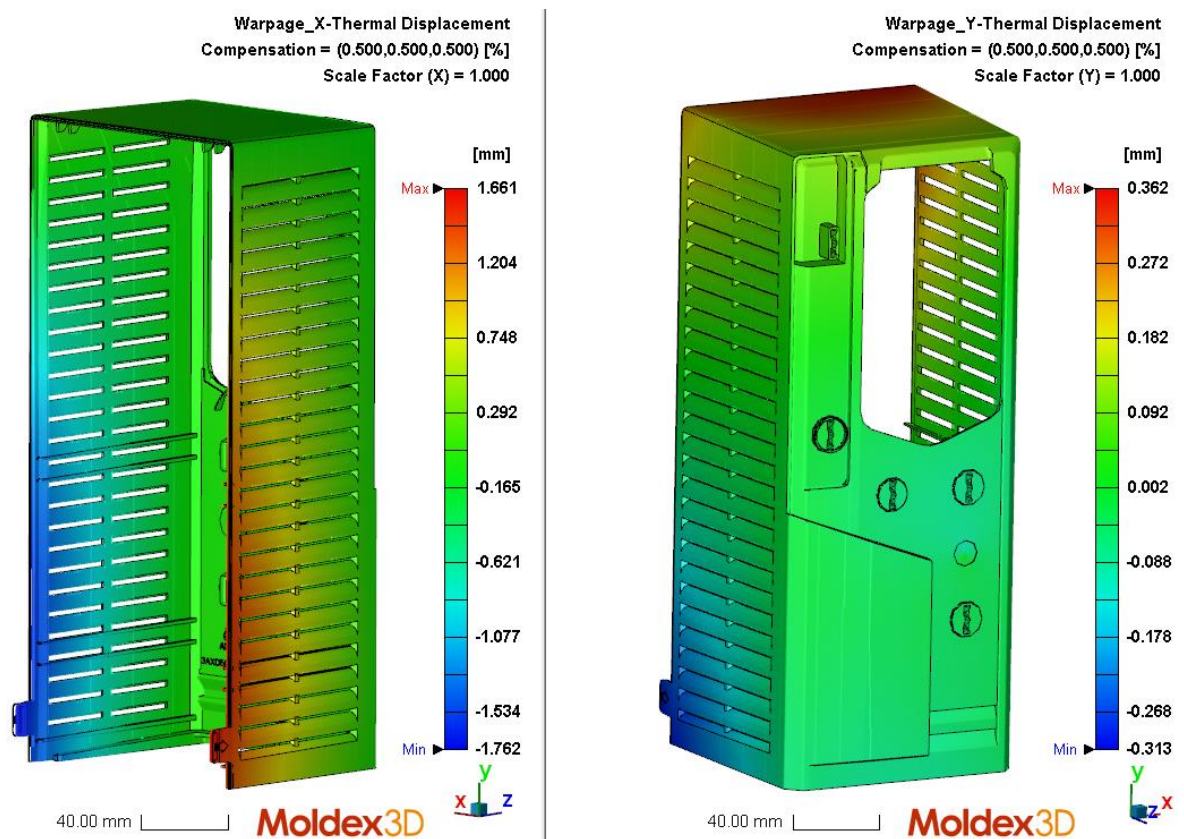 Warpage_X-Thermal Displacement
Compensation = (0.500,0.500,0.500) [%]
Scale Factor (X) = 1.000
[mm]
Max 1.661
1.204
0.748
0.292
-0.165
-0.621
-1.077
-1.534
Min -1.762
y
x z
40.00 mm
Moldex3D
Warpage_Y-Thermal Displacement
Compensation = (0.500,0.500,0.500) [%]
Scale Factor (Y) = 1.000
[mm]
Max 0.362
0.272
0.182
0.092
0.002
-0.088
-0.178
-0.268
Min -0.313
y
z x
40.00 mm
Moldex3D